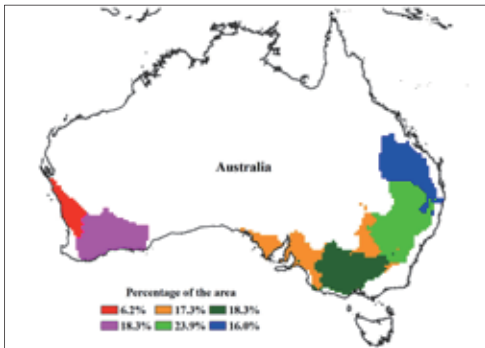 Australia
Percentage of the area
6.2% 17.3% 18.3%
18.3% 23.9% 16.0%